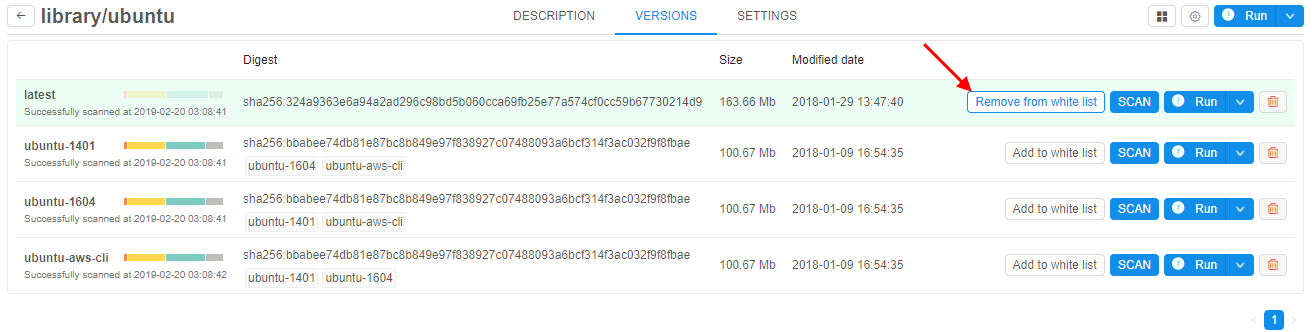 library/ubuntu DESCRIPTION VERSIONS SETTINGS Run
Digest Size Modified date
latest
Successfully scanned at 2019-02-20 03:08:41
sha256:324a9363e6a94a2ad296c98bd5b060cca69fb25e77a574cf0cc59b67730214d9 163.66 Mb 2018-01-29 13:47:40 Remove from white list SCAN Run
ubuntu-1401
Successfully scanned at 2019-02-20 03:08:41
sha256:bbabee74db81e87bc8b849e97f838927c07488093a6bcf314f3ac032f9f8fbae
ubuntu-1604 ubuntu-aws-cli
100.67 Mb 2018-01-09 16:54:35 Add to white list SCAN Run
ubuntu-1604
Successfully scanned at 2019-02-20 03:08:41
sha256:bbabee74db81e87bc8b849e97f838927c07488093a6bcf314f3ac032f9f8fbae
ubuntu-1401 ubuntu-aws-cli
100.67 Mb 2018-01-09 16:54:35 Add to white list SCAN Run
ubuntu-aws-cli
Successfully scanned at 2019-02-20 03:08:42
sha256:bbabee74db81e87bc8b849e97f838927c07488093a6bcf314f3ac032f9f8fbae
ubuntu-1401 ubuntu-1604
100.67 Mb 2018-01-09 16:54:35 Add to white list SCAN Run
1